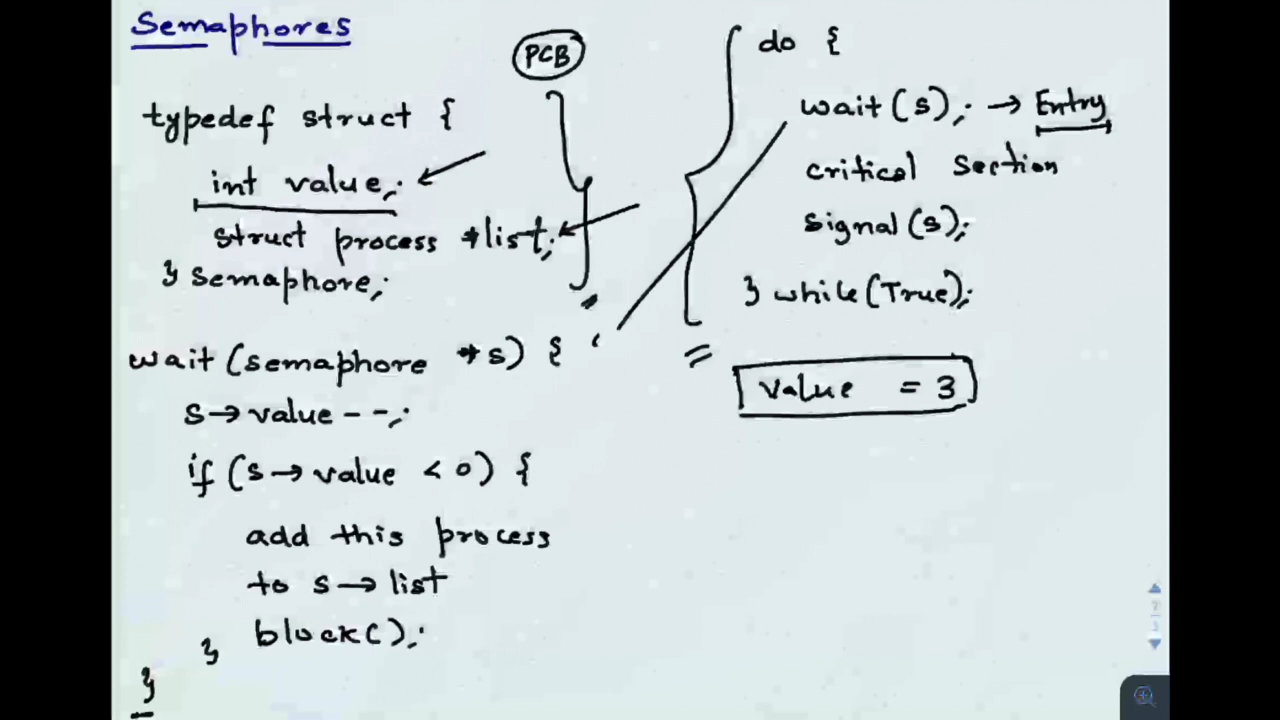 Semaphores
typedef struct {
int value;
struct process *list;
} semaphore;
wait (semaphore *s) {
s→value--;
if (s→value < 0) {
add this process
to s→list
block();
}
}
PCB
do {
wait(s); → Entry
critical section
signal(s);
} while(True);
value = 3